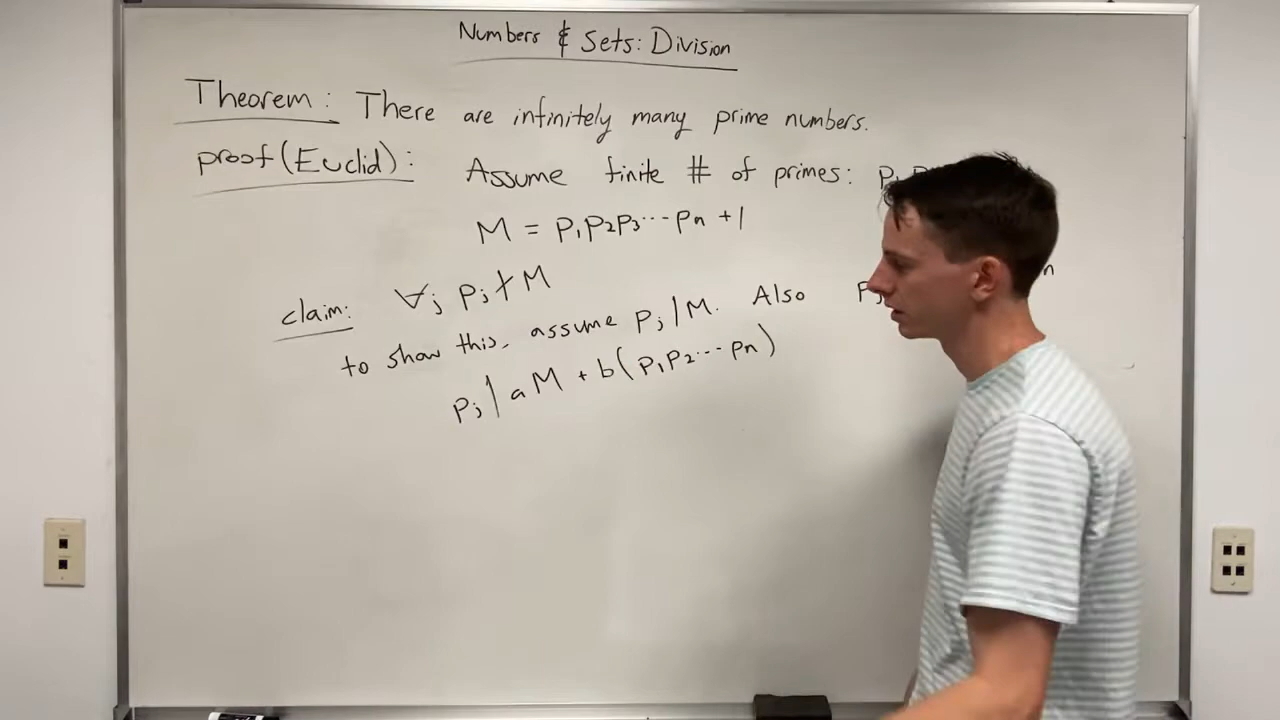 Numbers & Sets: Division
Theorem: There are infinitely many prime numbers.
proof (Euclid): Assume finite # of primes: p₁
M = p₁p₂p₃⋯pₙ + 1
claim: ∀ⱼ pⱼ∤M
to show this, assume pⱼ|M. Also
pⱼ | aM + b(p₁p₂⋯pₙ)